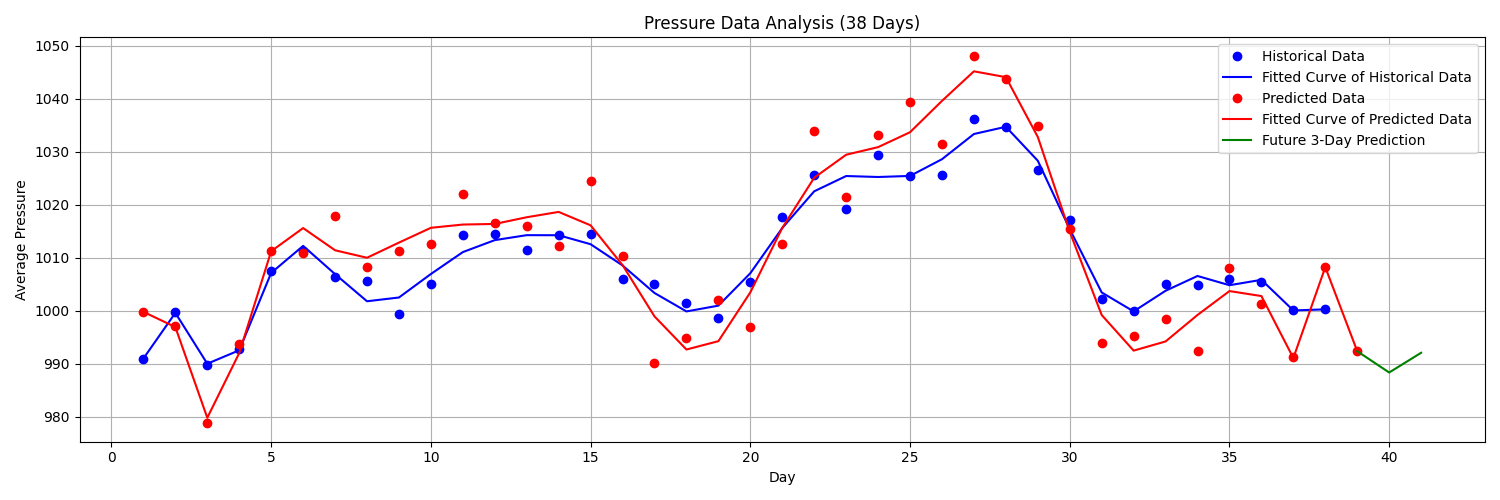 Pressure Data Analysis (38 Days)
Historical Data
Fitted Curve of Historical Data
Predicted Data
Fitted Curve of Predicted Data
Future 3-Day Prediction
Average Pressure
1050
1040
1030
1020
1010
1000
990
980
0 5 10 15 20 25 30 35 40
Day